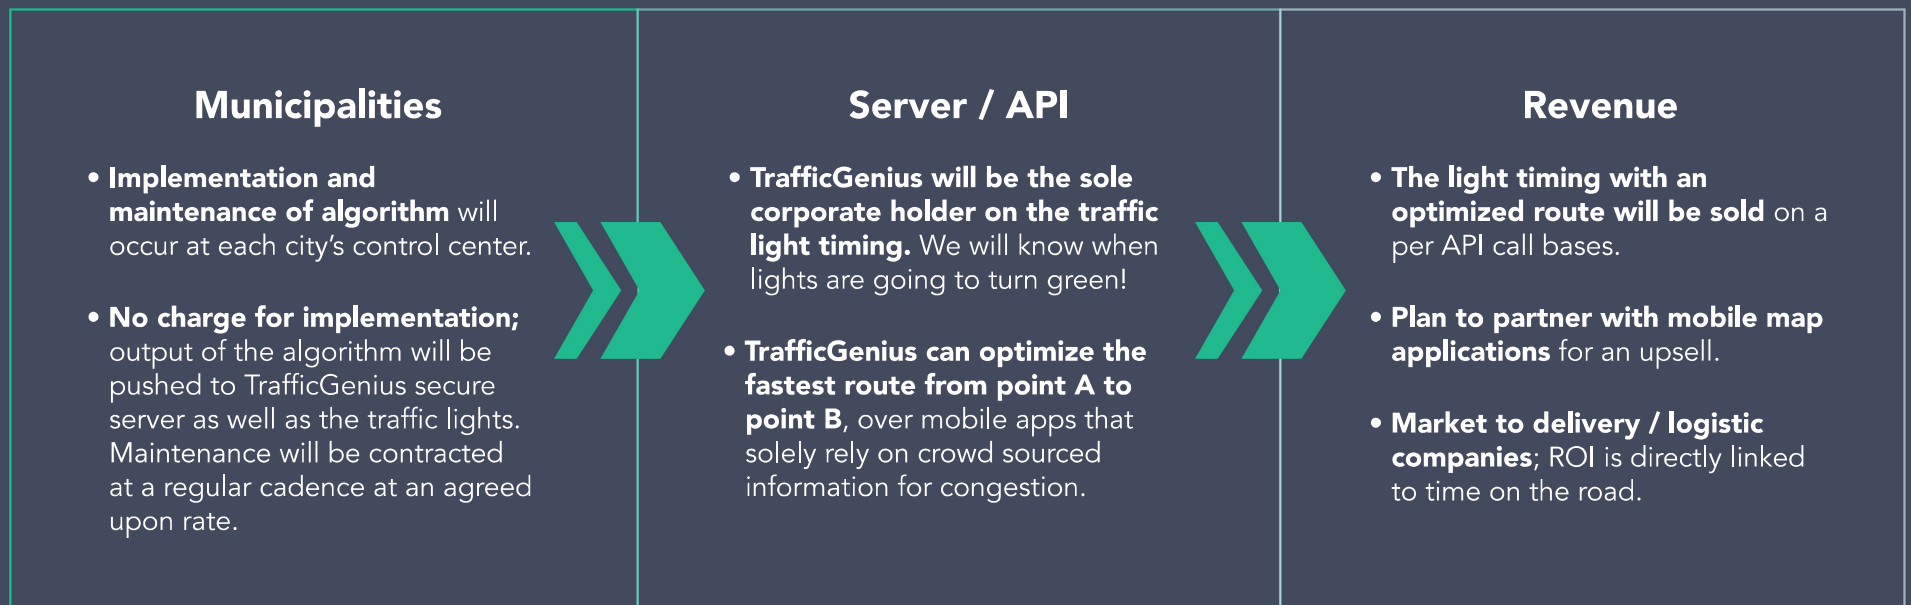 Municipalities
• Implementation and
maintenance of algorithm will
occur at each city's control center.
• No charge for implementation;
output of the algorithm will be
pushed to TrafficGenius secure
server as well as the traffic lights.
Maintenance will be contracted
at a regular cadence at an agreed
upon rate.
Server / API
• TrafficGenius will be the sole
corporate holder on the traffic
light timing. We will know when
lights are going to turn green!
• TrafficGenius can optimize the
fastest route from point A to
point B, over mobile apps that
solely rely on crowd sourced
information for congestion.
Revenue
• The light timing with an
optimized route will be sold on a
per API call bases.
• Plan to partner with mobile map
applications for an upsell.
• Market to delivery / logistic
companies; ROI is directly linked
to time on the road.